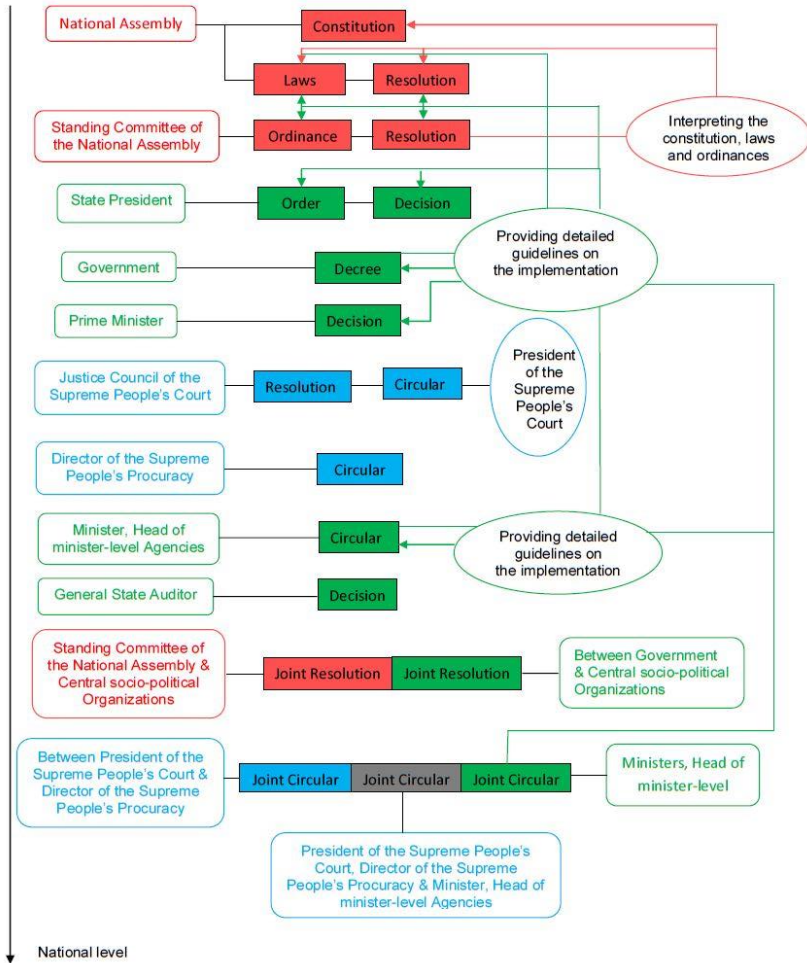 National Assembly
Constitution
Laws
Resolution
Standing Committee of
the National Assembly
Ordinance
Resolution
Interpreting the
constitution, laws
and ordinances
State President
Order
Decision
Providing detailed
guidelines on
the implementation
Government
Decree
Prime Minister
Decision
Justice Council of the
Supreme People's Court
Resolution
Circular
President
of the
Supreme
People's
Court
Director of the Supreme
People's Procuracy
Circular
Minister, Head of
minister-level Agencies
Circular
Providing detailed
guidelines on
the implementation
General State Auditor
Decision
Standing Committee of
the National Assembly &
Central socio-political
Organizations
Joint Resolution
Joint Resolution
Between Government
& Central socio-political
Organizations
Between President of the
Supreme People's Court &
Director of the Supreme
People's Procuracy
Joint Circular
Joint Circular
Joint Circular
Ministers, Head of
minister-level
President of the Supreme People's
Court, Director of the Supreme
People's Procuracy & Minister, Head of
minister-level Agencies
National level